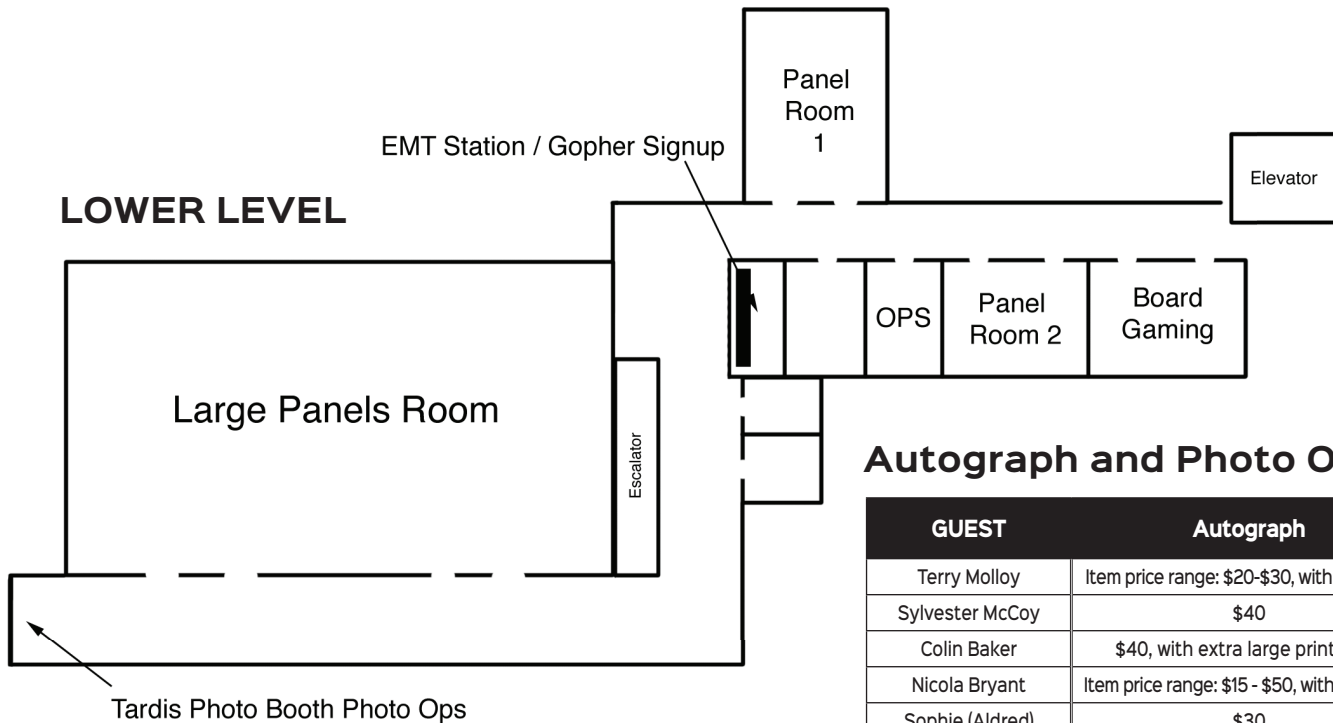 Panel
Room
1
EMT Station / Gopher Signup
Elevator
LOWER LEVEL
OPS
Panel
Room 2
Board
Gaming
Large Panels Room
Escalator
Autograph and Photo O
GUEST Autograph
Terry Molloy Item price range: $20-$30, with
Sylvester McCoy $40
Colin Baker $40, with extra large print
Nicola Bryant Item price range: $15 - $50, with
Sophie (Aldred) $30
Tardis Photo Booth Photo Ops